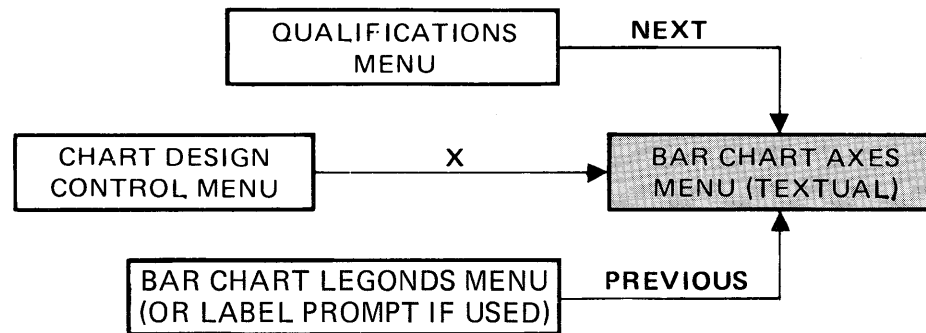 QUALIFICATIONS
MENU
NEXT
CHART DESIGN
CONTROL MENU
X
BAR CHART AXES
MENU (TEXTUAL)
BAR CHART LEGONDS MENU
(OR LABEL PROMPT IF USED)
PREVIOUS